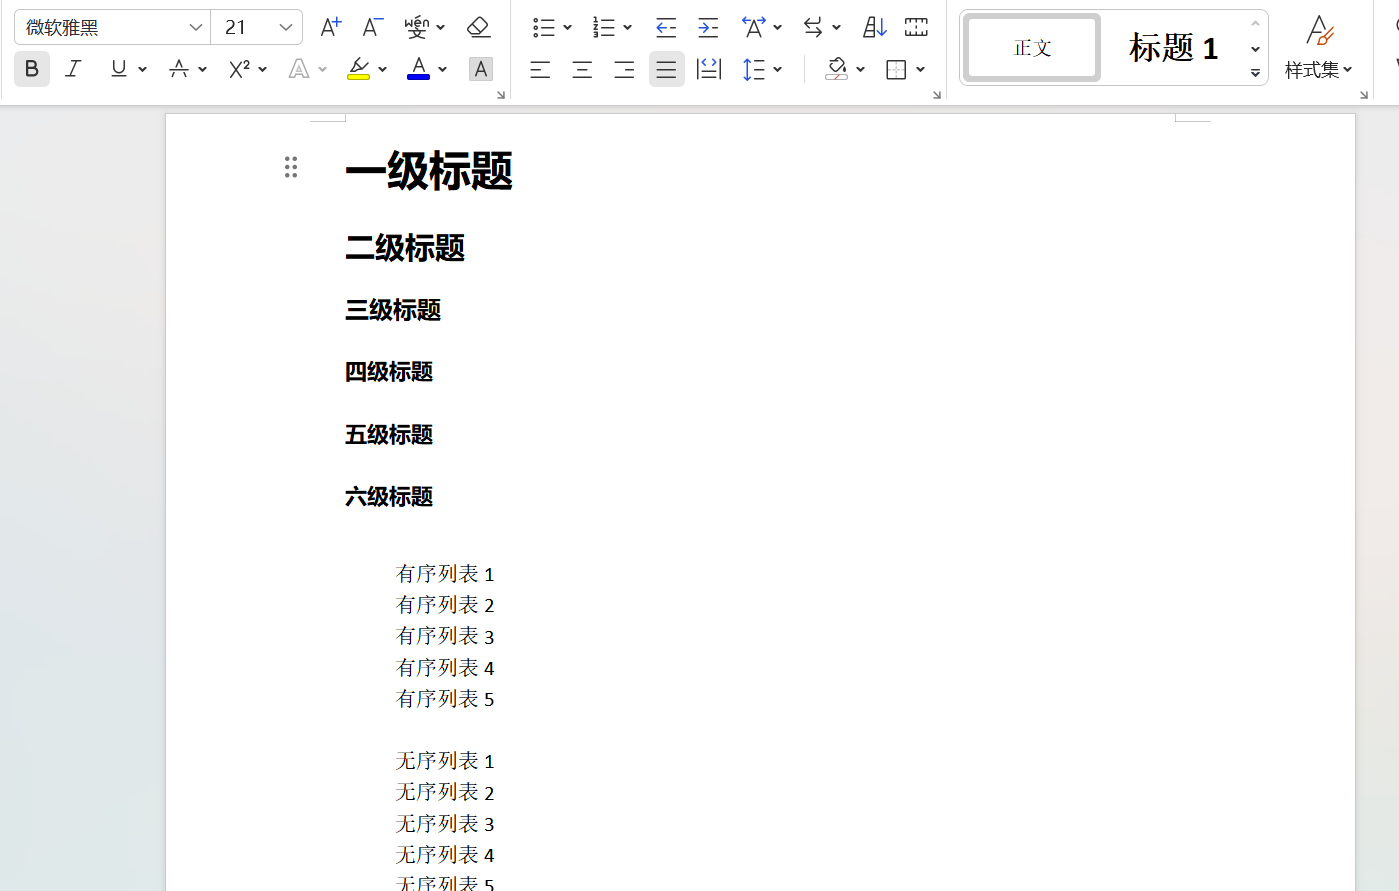 微软雅黑 21 A+ A- wén 变
B I U A X² A A A
正文 标题 1 样式集
一级标题
二级标题
三级标题
四级标题
五级标题
六级标题
有序列表 1
有序列表 2
有序列表 3
有序列表 4
有序列表 5
无序列表 1
无序列表 2
无序列表 3
无序列表 4
无序列表 5